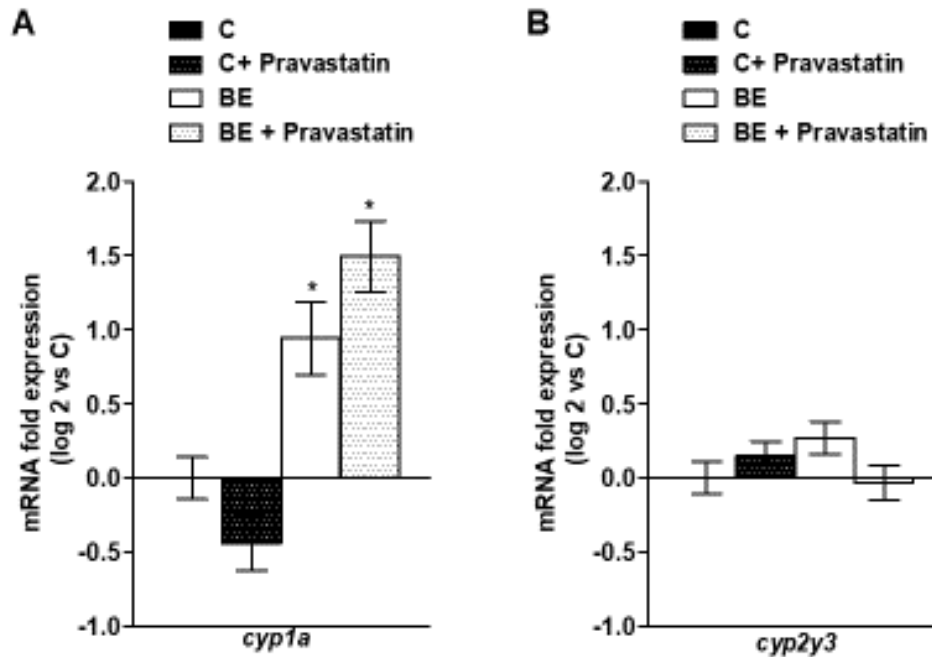 A
C
C+ Pravastatin
BE
BE + Pravastatin
mRNA fold expression
(log 2 vs C)
2.0
1.5
1.0
0.5
0.0
-0.5
-1.0
*
*
cyp1a
B
C
C+ Pravastatin
BE
BE + Pravastatin
mRNA fold expression
(log 2 vs C)
2.0
1.5
1.0
0.5
0.0
-0.5
-1.0
cyp2y3